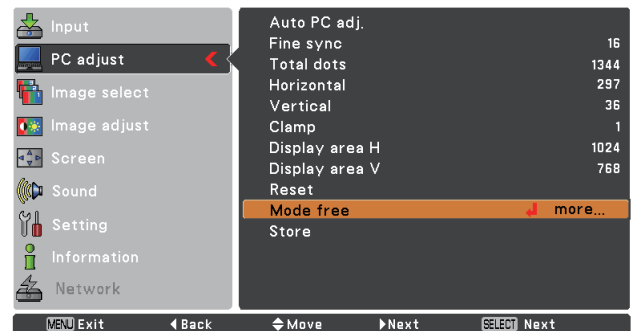 Input
PC adjust
Image select
Image adjust
Screen
Sound
Setting
Information
Network
Auto PC adj.
Fine sync 16
Total dots 1344
Horizontal 297
Vertical 36
Clamp 1
Display area H 1024
Display area V 768
Reset
Mode free more...
Store
MENU Exit Back Move Next SELECT Next